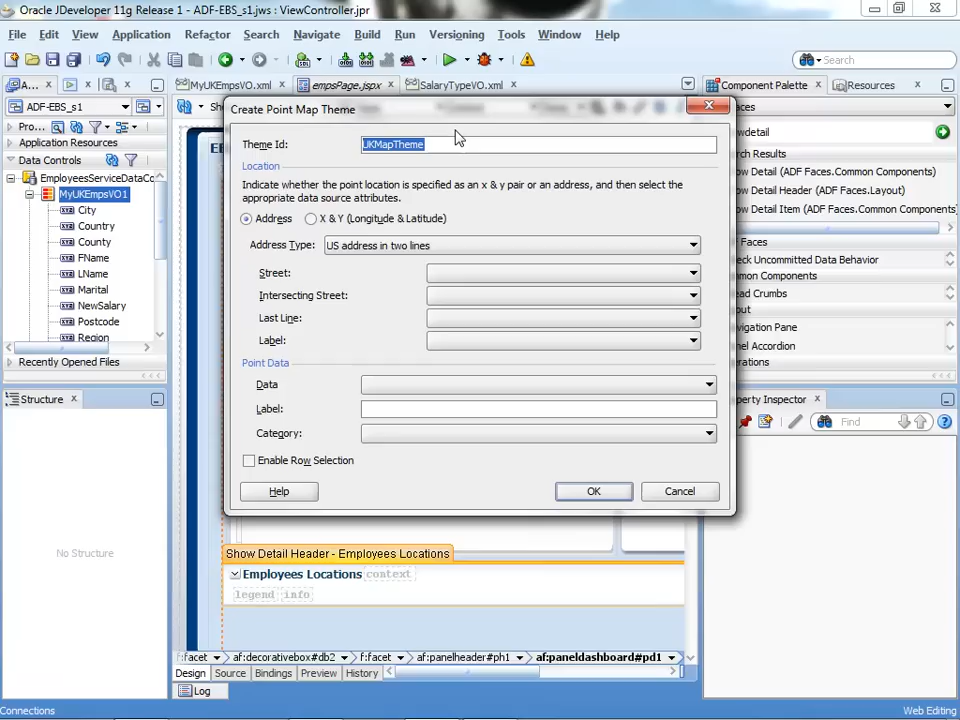 Oracle JDeveloper 11g Release 1 - ADF-EBS_s1.jws : ViewController.jpr
File Edit View Application Refactor Search Navigate Build Run Versioning Tools Window Help
Search
A...
MyUKEmpsVO.xml
empsPage.jspx
SalaryTypeVO.xml
Component Palette
Resources
ADF-EBS_s1
Pro...
Application Resources
Data Controls
EmployeesServiceDataCo
MyUKEmpsVO1
City
Country
County
FName
LName
Marital
NewSalary
Postcode
Region
Recently Opened Files
Structure
No Structure
Create Point Map Theme
Theme Id: UKMapTheme
Location
Indicate whether the point location is specified as an x & y pair or an address, and then select the
appropriate data source attributes.
Address X & Y (Longitude & Latitude)
Address Type: US address in two lines
Street:
Intersecting Street:
Last Line:
Label:
Point Data
Data
Label:
Category:
Enable Row Selection
Help OK Cancel
Show Detail Header - Employees Locations
Employees Locations context
legend info
f:facet af:decorativebox#db2 f:facet af:panelheader#ph1 af:paneldashboard#pd1
Design Source Bindings Preview History
Log
aces
owdetail
rch Results
ow Detail (ADF Faces.Common Components)
ow Detail Header (ADF Faces.Layout)
ow Detail Item (ADF Faces.Common Components)
Faces
eck Uncommitted Data Behavior
mmon Components
ead Crumbs
out
vigation Pane
nel Accordion
erations
perty Inspector
Find
Connections
Web Editing